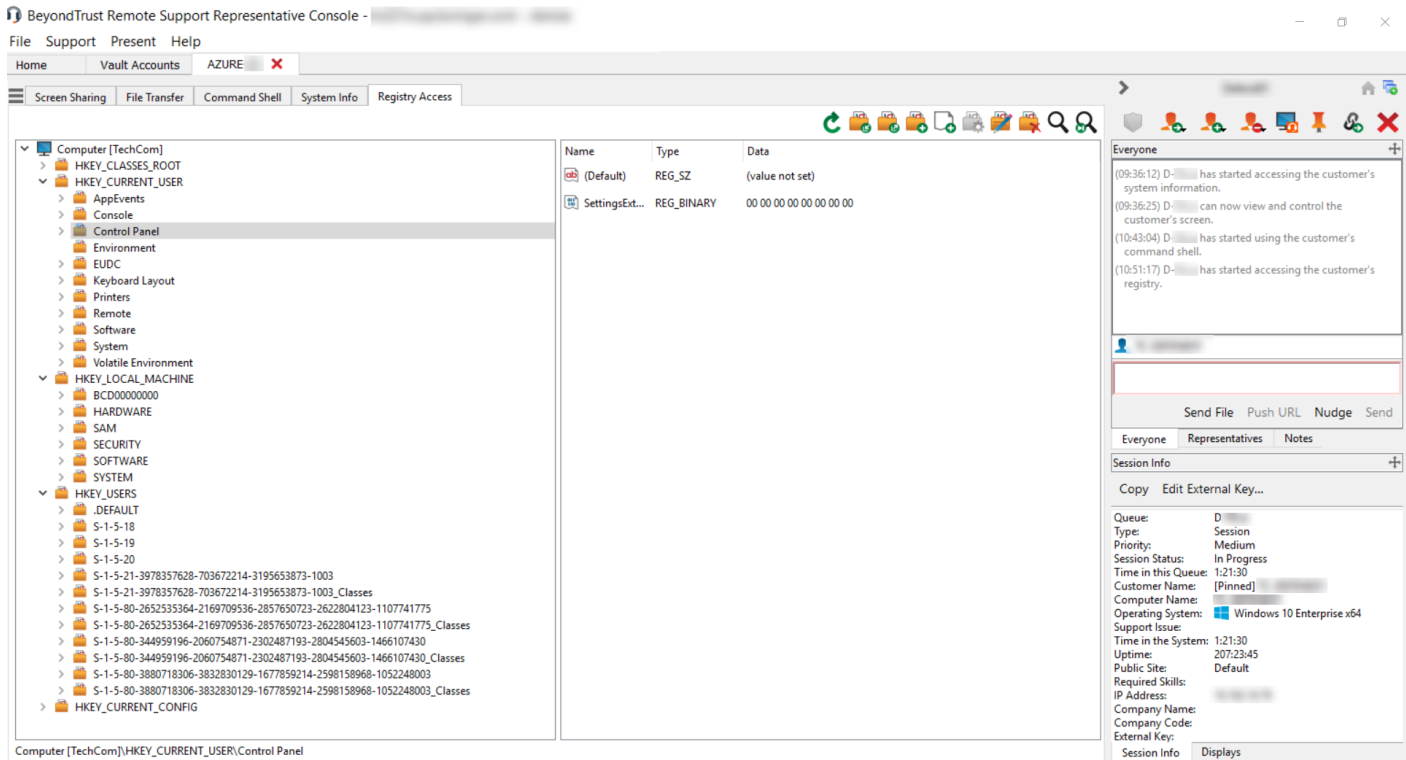 BeyondTrust Remote Support Representative Console -
File Support Present Help
Home Vault Accounts AZURE
Screen Sharing File Transfer Command Shell System Info Registry Access
Computer [TechCom]
HKEY_CLASSES_ROOT
HKEY_CURRENT_USER
AppEvents
Console
Control Panel
Environment
EUDC
Keyboard Layout
Printers
Remote
Software
System
Volatile Environment
HKEY_LOCAL_MACHINE
BCD00000000
HARDWARE
SAM
SECURITY
SOFTWARE
SYSTEM
HKEY_USERS
.DEFAULT
S-1-5-18
S-1-5-19
S-1-5-20
S-1-5-21-3978357628-703672214-3195653873-1003
S-1-5-21-3978357628-703672214-3195653873-1003_Classes
S-1-5-80-2652535364-2169709536-2857650723-2622804123-1107741775
S-1-5-80-2652535364-2169709536-2857650723-2622804123-1107741775_Classes
S-1-5-80-344959196-2060754871-2302487193-2804545603-1466107430
S-1-5-80-344959196-2060754871-2302487193-2804545603-1466107430_Classes
S-1-5-80-3880718306-3832830129-1677859214-2598158968-1052248003
S-1-5-80-3880718306-3832830129-1677859214-2598158968-1052248003_Classes
HKEY_CURRENT_CONFIG
Computer [TechCom]\HKEY_CURRENT_USER\Control Panel
Name Type Data
(Default) REG_SZ (value not set)
SettingsExt... REG_BINARY 00 00 00 00 00 00 00 00
Everyone
(09:36:12) D- has started accessing the customer's
system information.
(09:36:25) D- can now view and control the
customer's screen.
(10:43:04) D- has started using the customer's
command shell.
(10:51:17) D- has started accessing the customer's
registry.
Send File Push URL Nudge Send
Everyone Representatives Notes
Session Info
Copy Edit External Key...
Queue: D
Type: Session
Priority: Medium
Session Status: In Progress
Time in this Queue: 1:21:30
Customer Name: [Pinned]
Computer Name:
Operating System: Windows 10 Enterprise x64
Support Issue:
Time in the System: 1:21:30
Uptime: 207:23:45
Public Site: Default
Required Skills:
IP Address:
Company Name:
Company Code:
External Key:
Session Info Displays